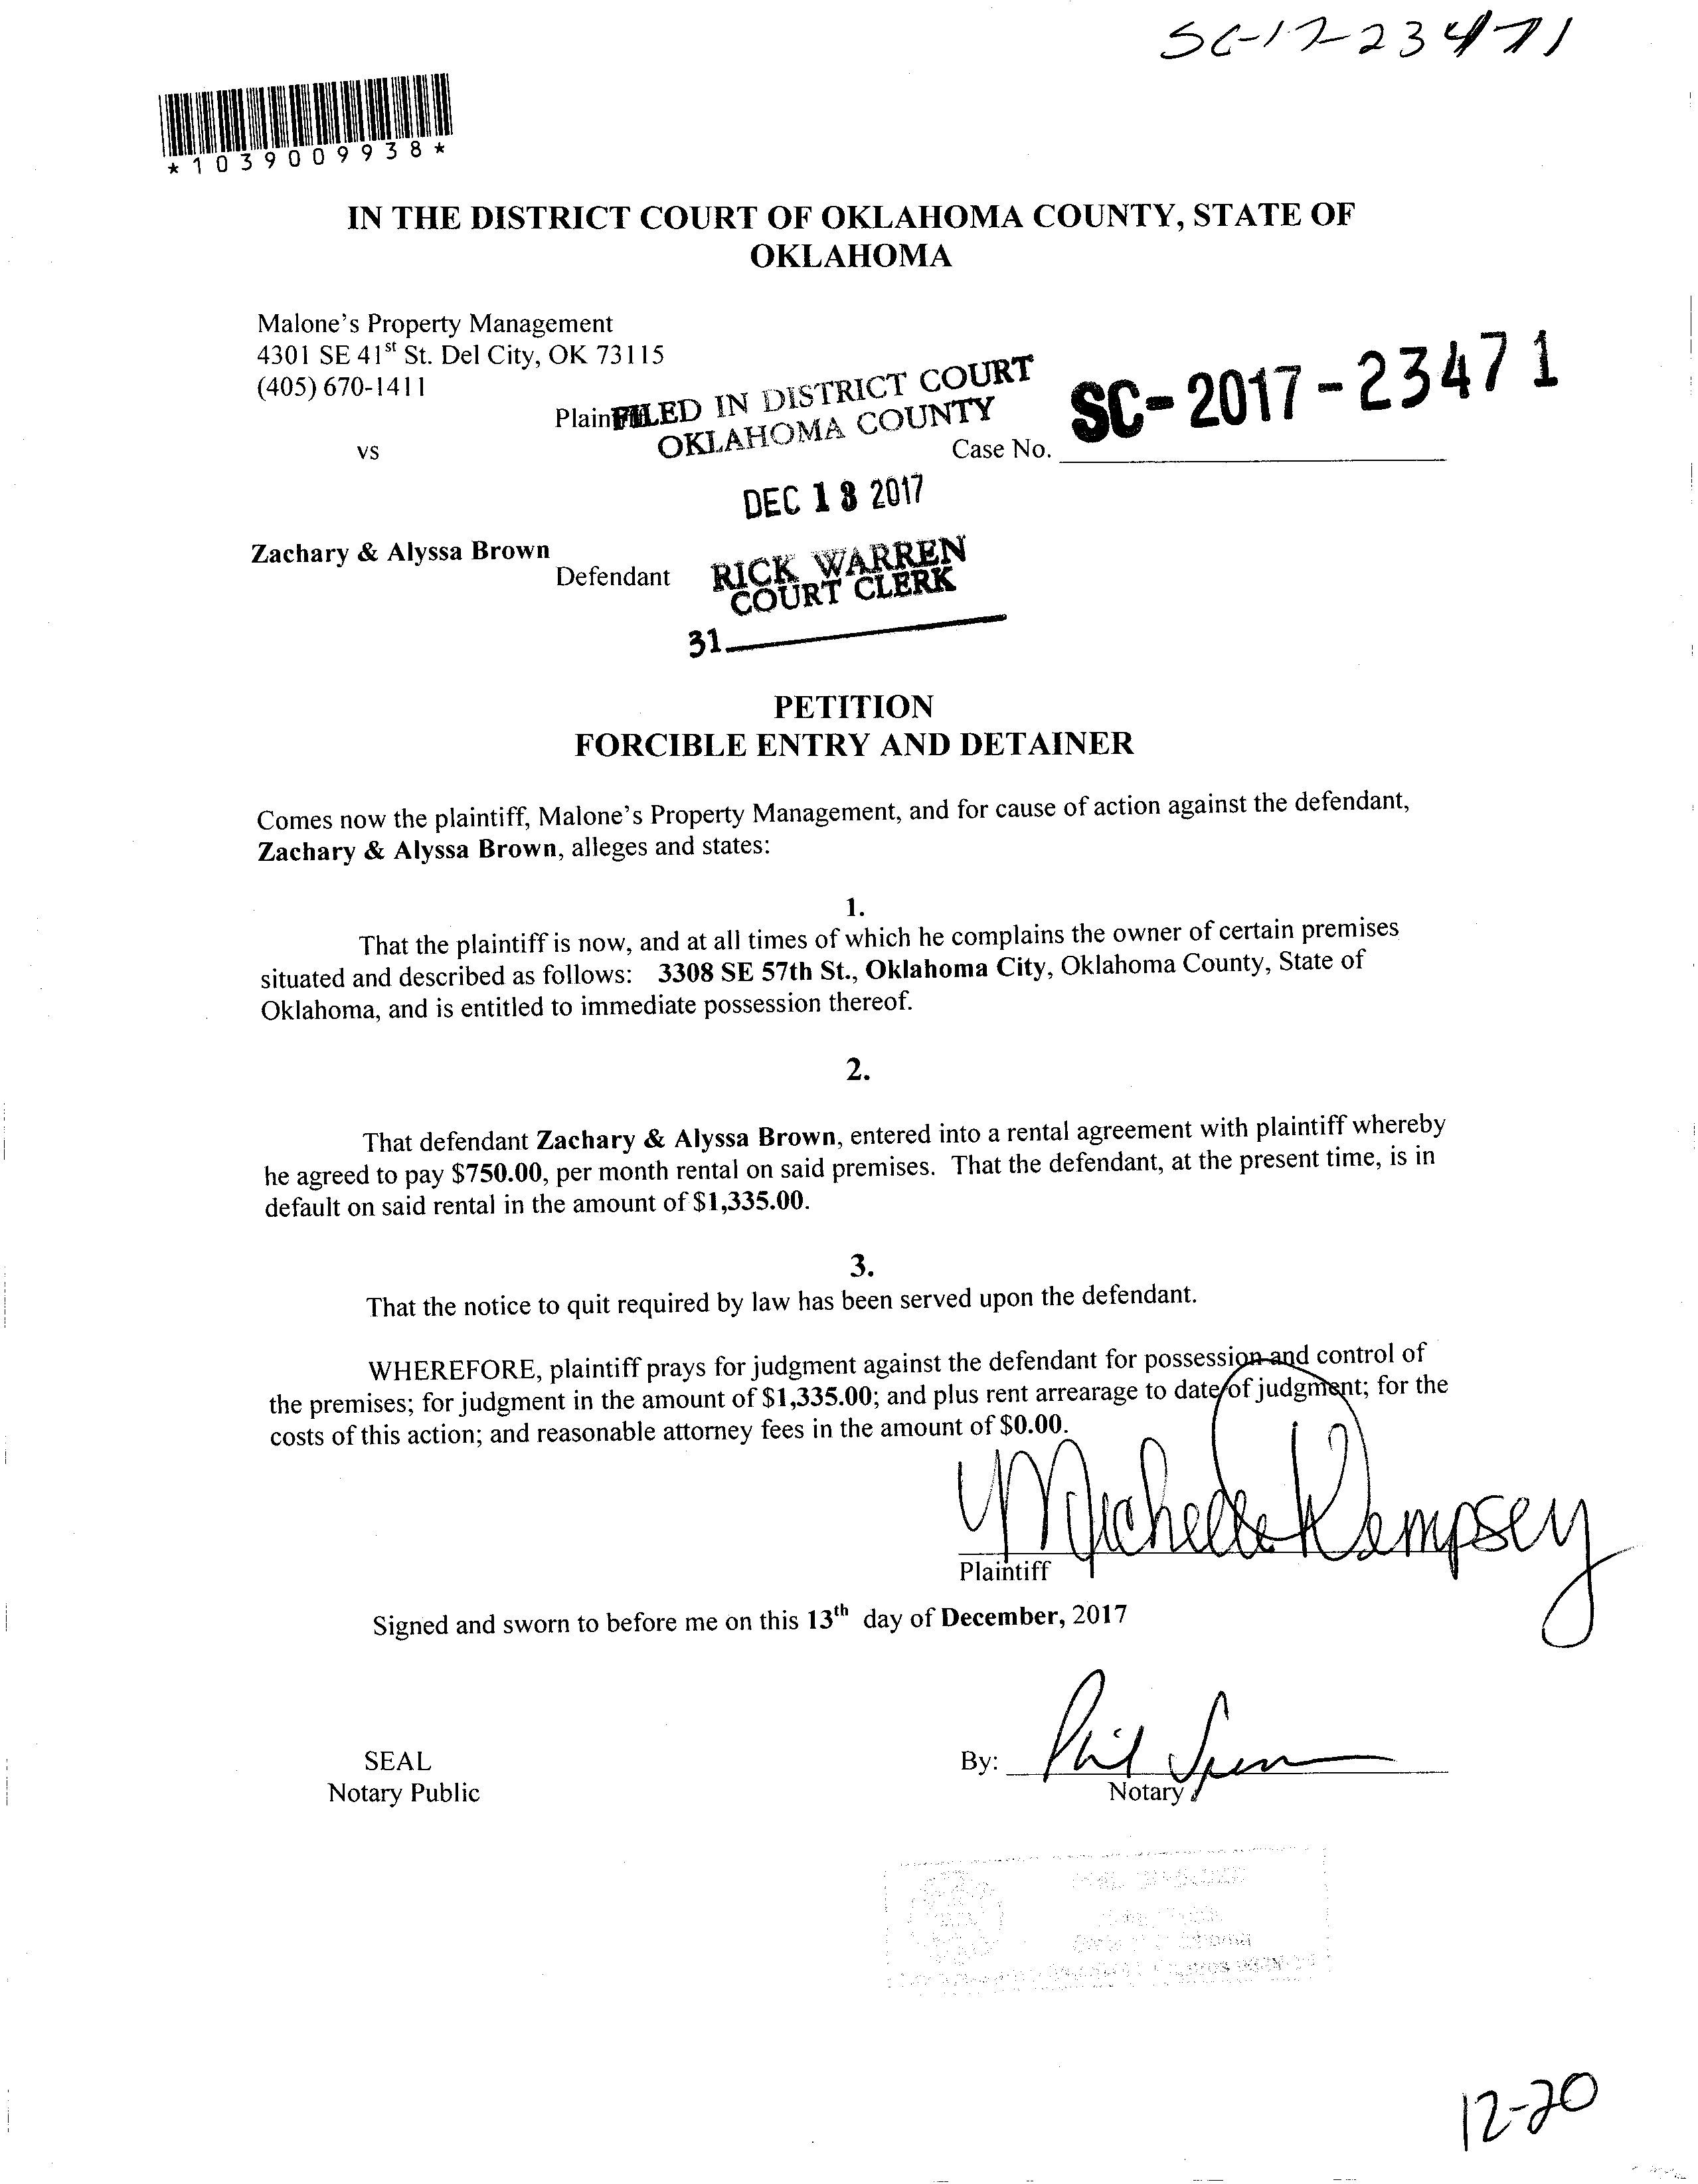 SC-17-23471
*1039009938*
IN THE DISTRICT COURT OF OKLAHOMA COUNTY, STATE OF
OKLAHOMA
Malone's Property Management
4301 SE 41st St. Del City, OK 73115
(405) 670-1411
Plaintiff
FILED IN DISTRICT COURT
OKLAHOMA COUNTY
vs
Case No. SC-2017-23471
DEC 13 2017
Zachary & Alyssa Brown
Defendant
RICK WARREN
COURT CLERK
31
PETITION
FORCIBLE ENTRY AND DETAINER
Comes now the plaintiff, Malone's Property Management, and for cause of action against the defendant,
Zachary & Alyssa Brown, alleges and states:
1.
That the plaintiff is now, and at all times of which he complains the owner of certain premises
situated and described as follows: 3308 SE 57th St., Oklahoma City, Oklahoma County, State of
Oklahoma, and is entitled to immediate possession thereof.
2.
That defendant Zachary & Alyssa Brown, entered into a rental agreement with plaintiff whereby
he agreed to pay $750.00, per month rental on said premises. That the defendant, at the present time, is in
default on said rental in the amount of $1,335.00.
3.
That the notice to quit required by law has been served upon the defendant.
WHEREFORE, plaintiff prays for judgment against the defendant for possession and control of
the premises; for judgment in the amount of $1,335.00; and plus rent arrearage to date of judgment; for the
costs of this action; and reasonable attorney fees in the amount of $0.00.
Michelle Dempsey
Plaintiff
Signed and sworn to before me on this 13th day of December, 2017
SEAL
Notary Public
By: Phil
Notary
12-20